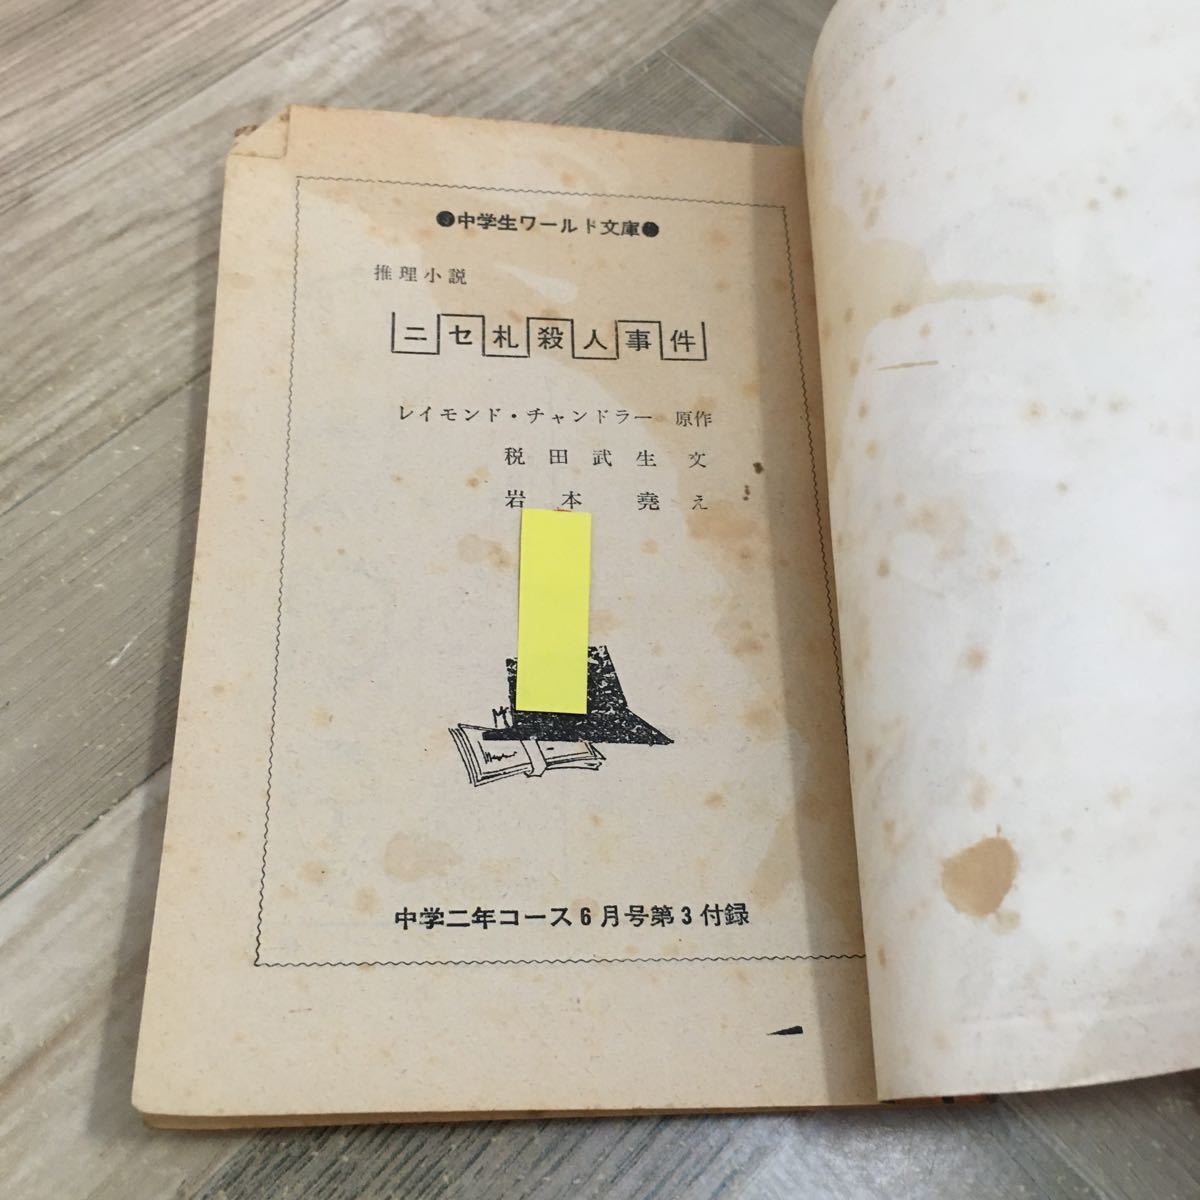 ●中学生ワールド文庫●
推理小説
ニセ札殺人事件
レイモンド・チャンドラー 原作
税田武生 文
岩本 堯 え
中学二年コース6月号第3付録